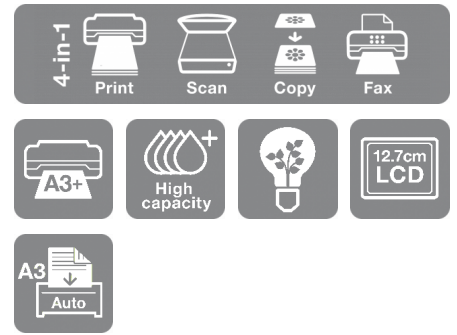 4-in-1
Print Scan Copy Fax
A3+
High
capacity
12.7cm
LCD
A3
Auto